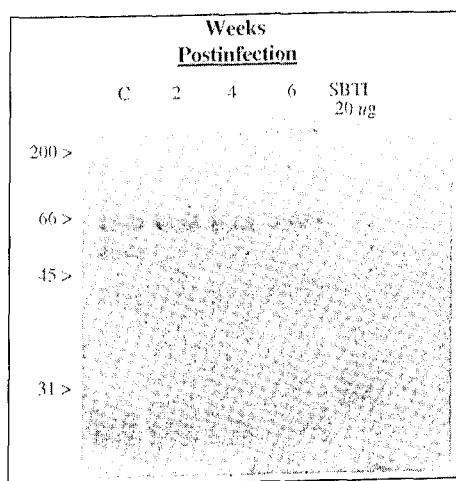 Weeks
Postinfection
C 2 4 6 SBTI
20 ug
200 >
66 >
45 >
31 >